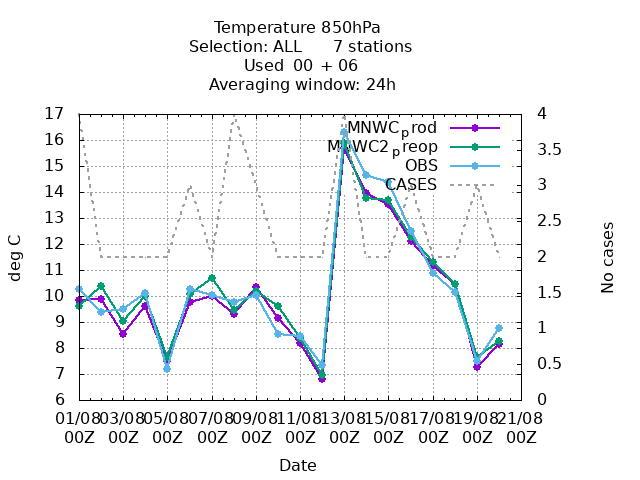 Temperature 850hPa
Selection: ALL 7 stations
Used 00 + 06
Averaging window: 24h
17 4
16 3.5
15 3
14 2.5
13 2
12 1.5
11 1
10 0.5
9 0
8
7
6
MNWCprod
MNWC2preop
OBS
CASES
deg C
No cases
01/08 03/08 05/08 07/08 09/08 11/08 13/08 15/08 17/08 19/08 21/08
00Z 00Z 00Z 00Z 00Z 00Z 00Z 00Z 00Z 00Z 00Z
Date